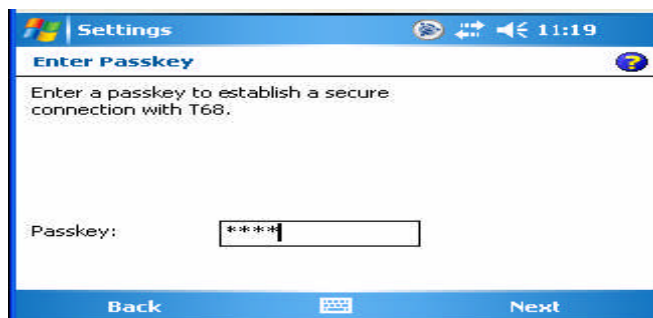 Settings 11:19
Enter Passkey
Enter a passkey to establish a secure
connection with T68.
Passkey: ****
Back Next